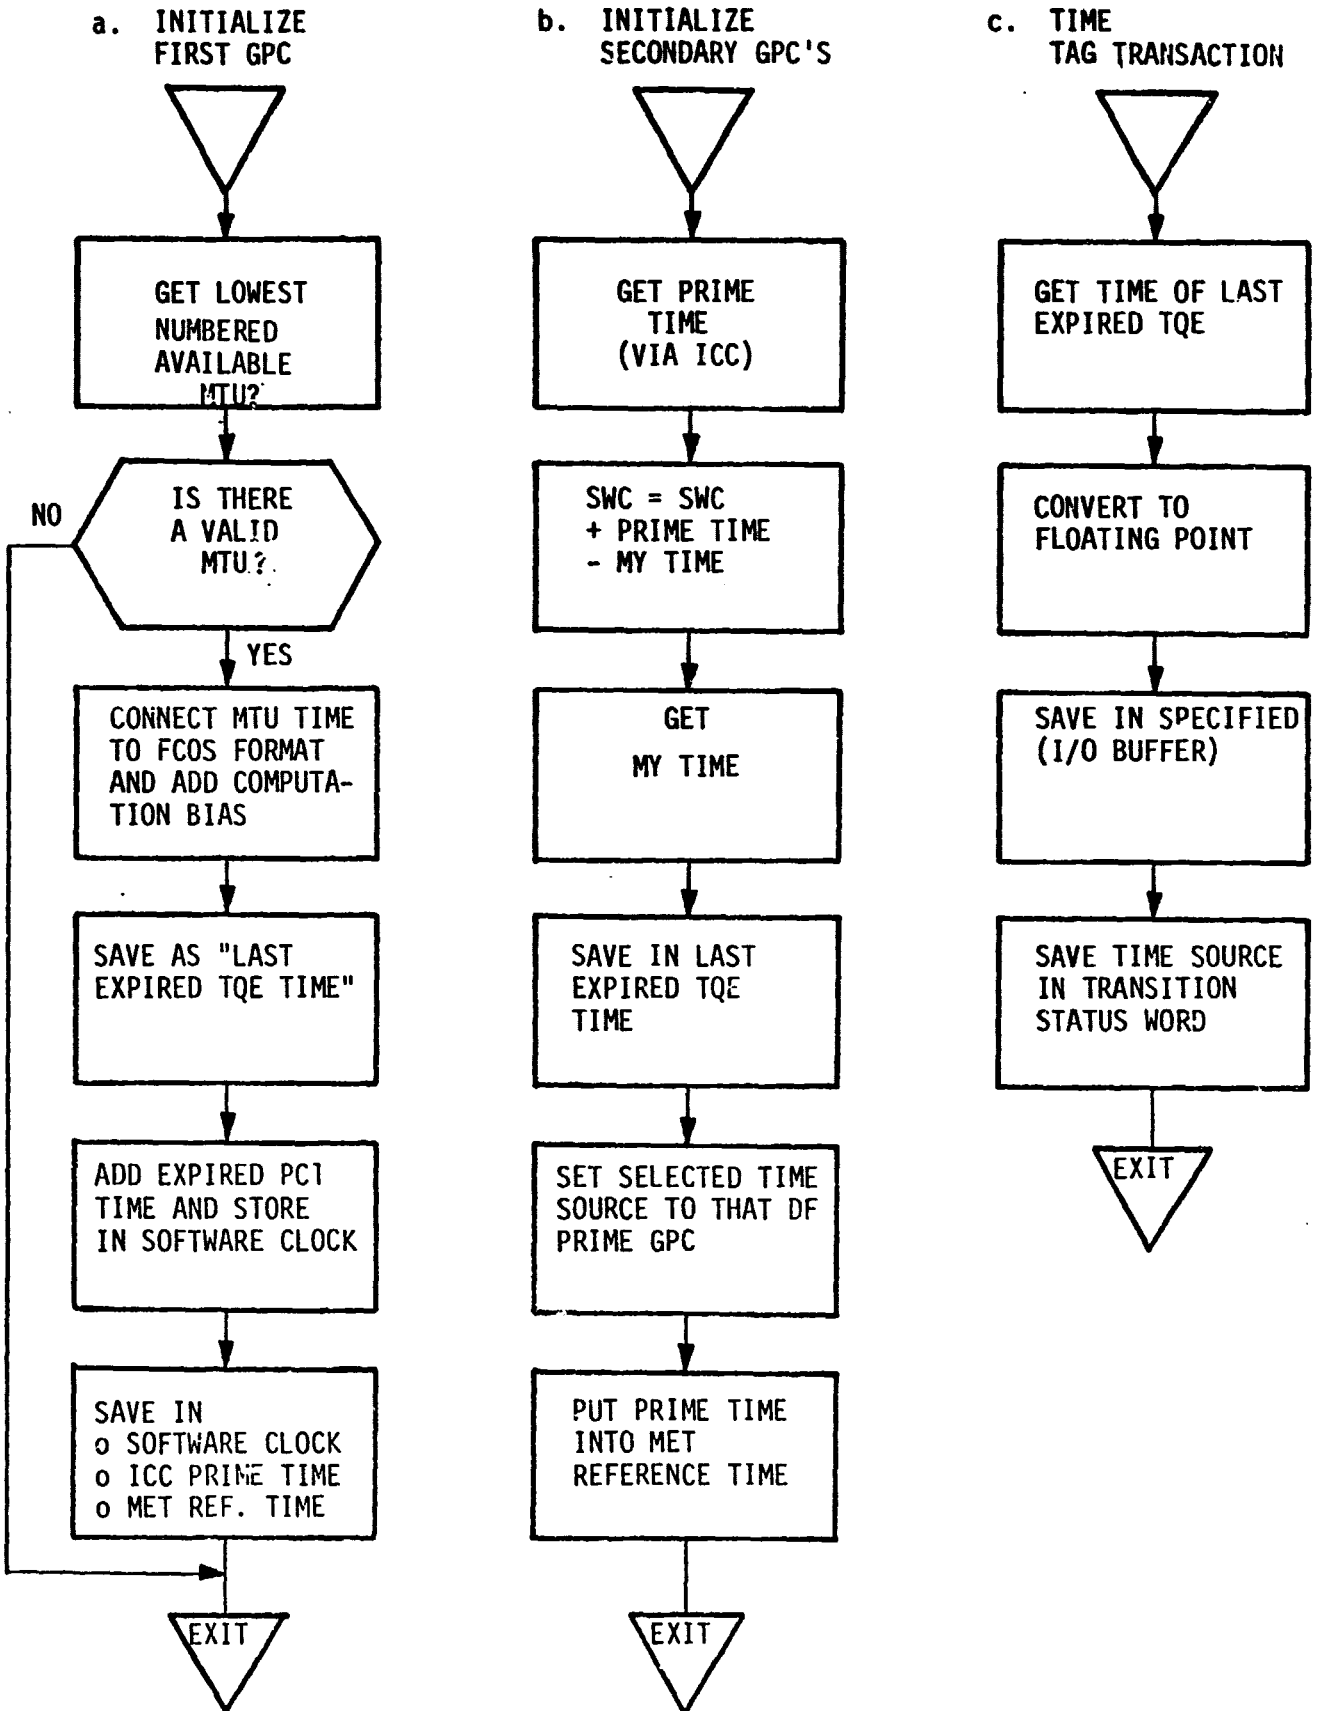 a. INITIALIZE
FIRST GPC
GET LOWEST
NUMBERED
AVAILABLE
MTU?
IS THERE
A VALID
MTU?
NO
YES
CONNECT MTU TIME
TO FCOS FORMAT
AND ADD COMPUTA-
TION BIAS
SAVE AS "LAST
EXPIRED TQE TIME"
ADD EXPIRED PC1
TIME AND STORE
IN SOFTWARE CLOCK
SAVE IN
o SOFTWARE CLOCK
o ICC PRIME TIME
o MET REF. TIME
EXIT
b. INITIALIZE
SECONDARY GPC'S
GET PRIME
TIME
(VIA ICC)
SWC = SWC
+ PRIME TIME
- MY TIME
GET
MY TIME
SAVE IN LAST
EXPIRED TQE
TIME
SET SELECTED TIME
SOURCE TO THAT OF
PRIME GPC
PUT PRIME TIME
INTO MET
REFERENCE TIME
EXIT
c. TIME
TAG TRANSACTION
GET TIME OF LAST
EXPIRED TQE
CONVERT TO
FLOATING POINT
SAVE IN SPECIFIED
(I/O BUFFER)
SAVE TIME SOURCE
IN TRANSITION
STATUS WORD
EXIT